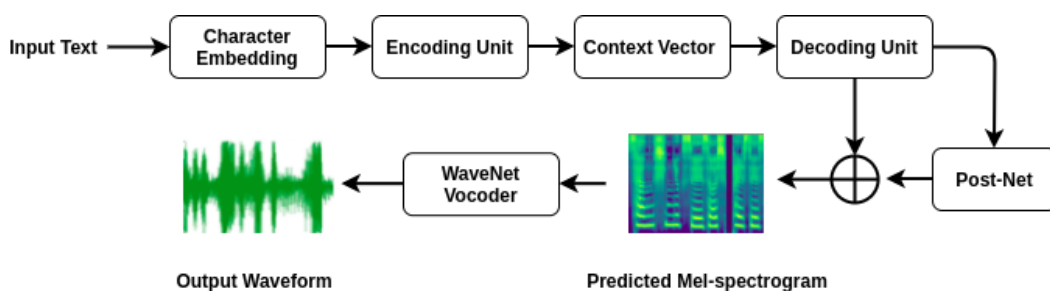 Input Text
Character
Embedding
Encoding Unit
Context Vector
Decoding Unit
Post-Net
WaveNet
Vocoder
Output Waveform
Predicted Mel-spectrogram